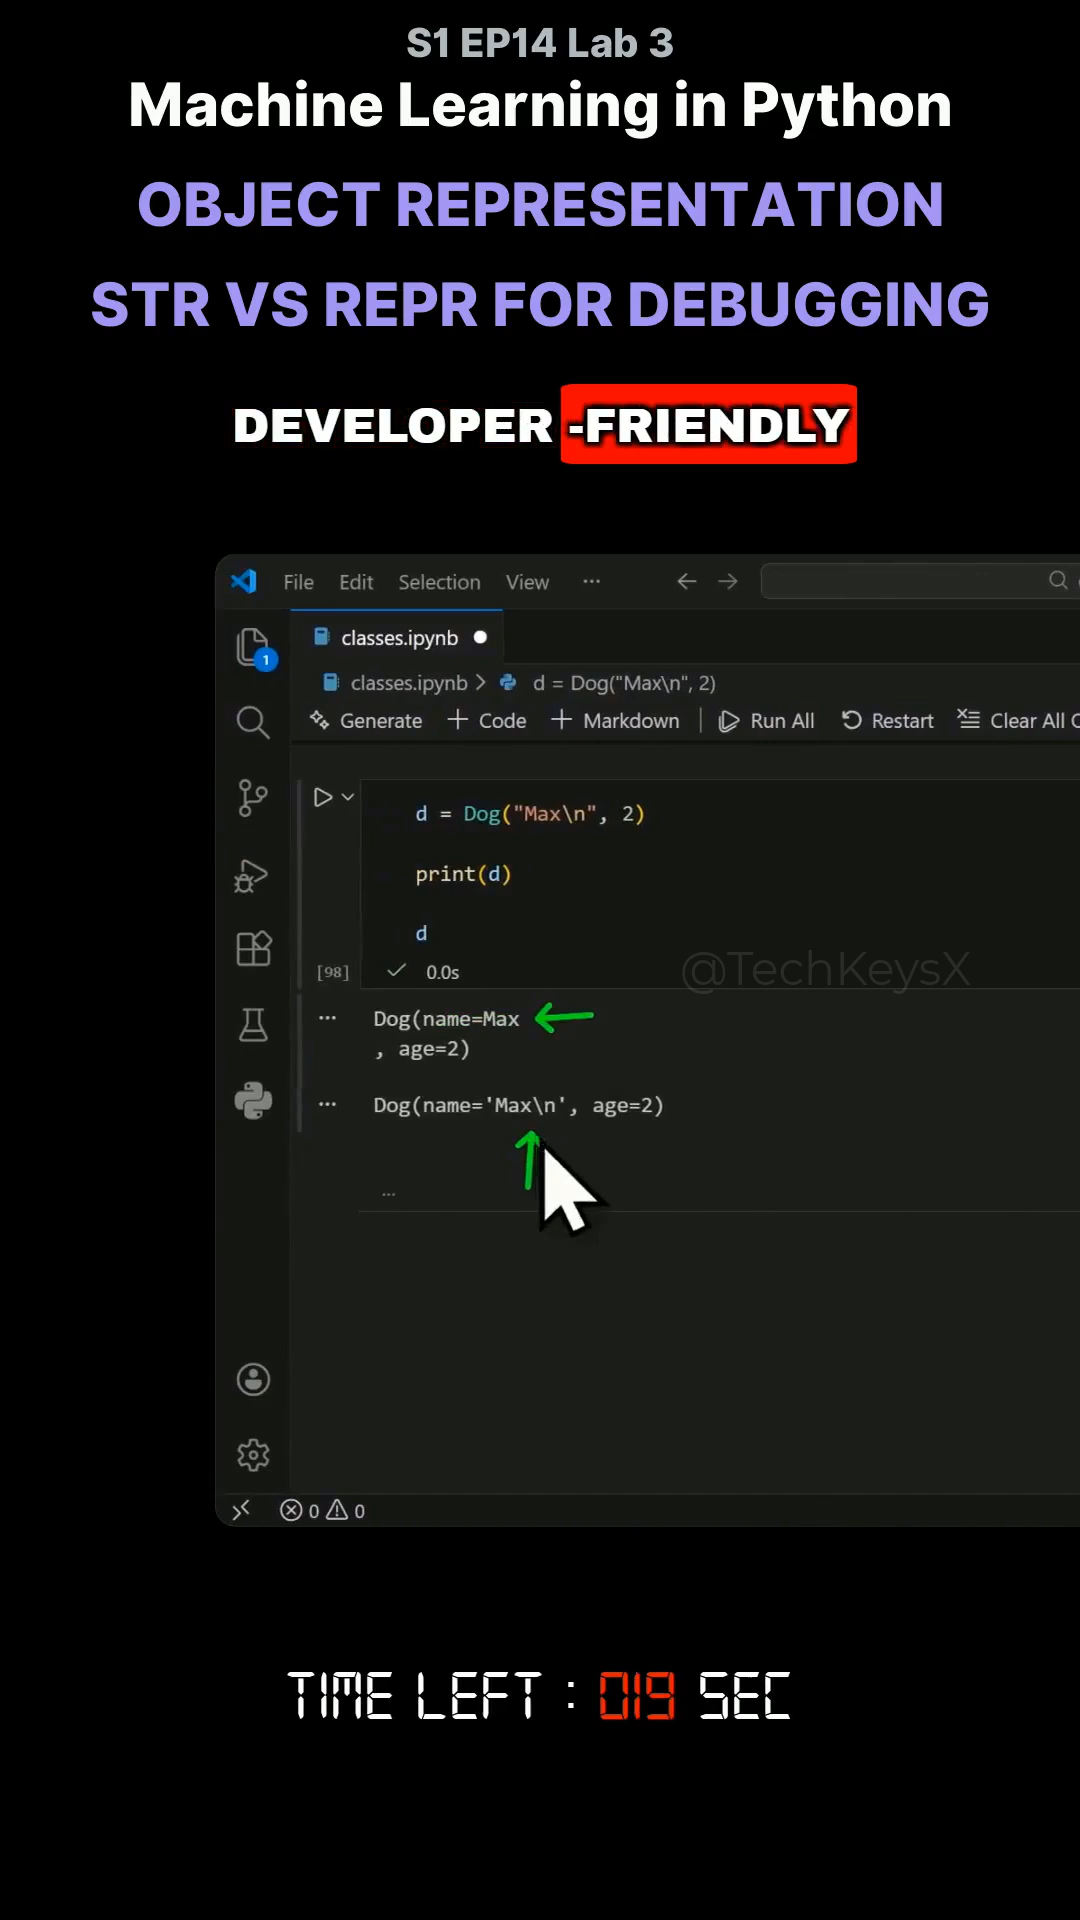 S1 EP14 Lab 3
Machine Learning in Python
OBJECT REPRESENTATION
STR VS REPR FOR DEBUGGING
DEVELOPER -FRIENDLY
File Edit Selection View ...
classes.ipynb
1
classes.ipynb > d = Dog("Max\n", 2)
Generate + Code + Markdown | Run All Restart Clear All
d = Dog("Max\n", 2)
print(d)
d
[98] 0.0s
@TechKeysX
... Dog(name=Max
, age=2)
... Dog(name='Max\n', age=2)
...
0 0
TIME LEFT : 019 SEC